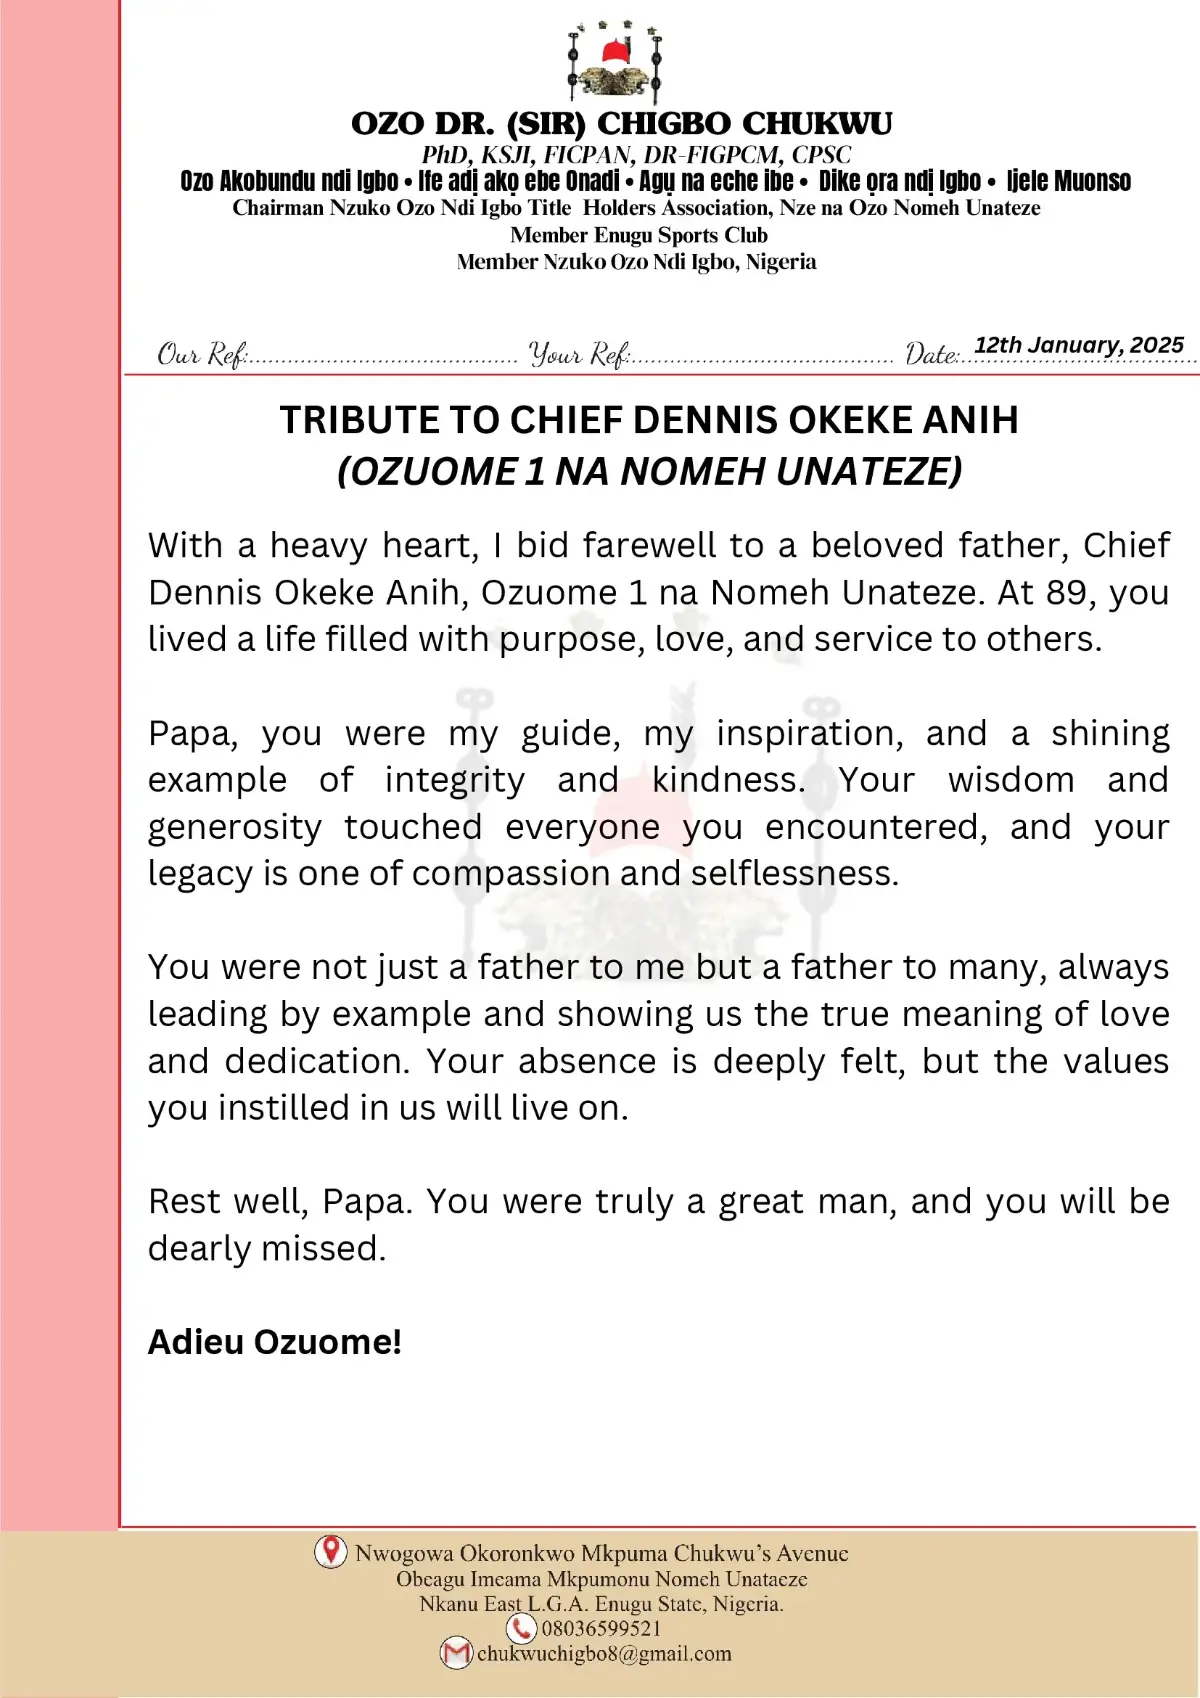 OZO DR. (SIR) CHIGBO CHUKWU
PhD, KSJI, FICPAN, DR-FIGPCM, CPSC
Ozo Akobundu ndi Igbo • Ife adị akọ ebe Onadi • Agụ na eche ibe • Dike ọra ndị Igbo • Ijele Muonso
Chairman Nzuko Ozo Ndi Igbo Title Holders Association, Nze na Ozo Nomeh Unateze
Member Enugu Sports Club
Member Nzuko Ozo Ndi Igbo, Nigeria
Our Ref:.......................................... Your Ref:......................................... Date:.....12th January, 2025
TRIBUTE TO CHIEF DENNIS OKEKE ANIH
(OZUOME 1 NA NOMEH UNATEZE)
With a heavy heart, I bid farewell to a beloved father, Chief
Dennis Okeke Anih, Ozuome 1 na Nomeh Unateze. At 89, you
lived a life filled with purpose, love, and service to others.
Papa, you were my guide, my inspiration, and a shining
example of integrity and kindness. Your wisdom and
generosity touched everyone you encountered, and your
legacy is one of compassion and selflessness.
You were not just a father to me but a father to many, always
leading by example and showing us the true meaning of love
and dedication. Your absence is deeply felt, but the values
you instilled in us will live on.
Rest well, Papa. You were truly a great man, and you will be
dearly missed.
Adieu Ozuome!
Nwogowa Okoronkwo Mkpuma Chukwu's Avenue
Obeagu Imeama Mkpumonu Nomeh Unataeze
Nkanu East L.G.A. Enugu State, Nigeria.
08036599521
chukwuchigbo8@gmail.com